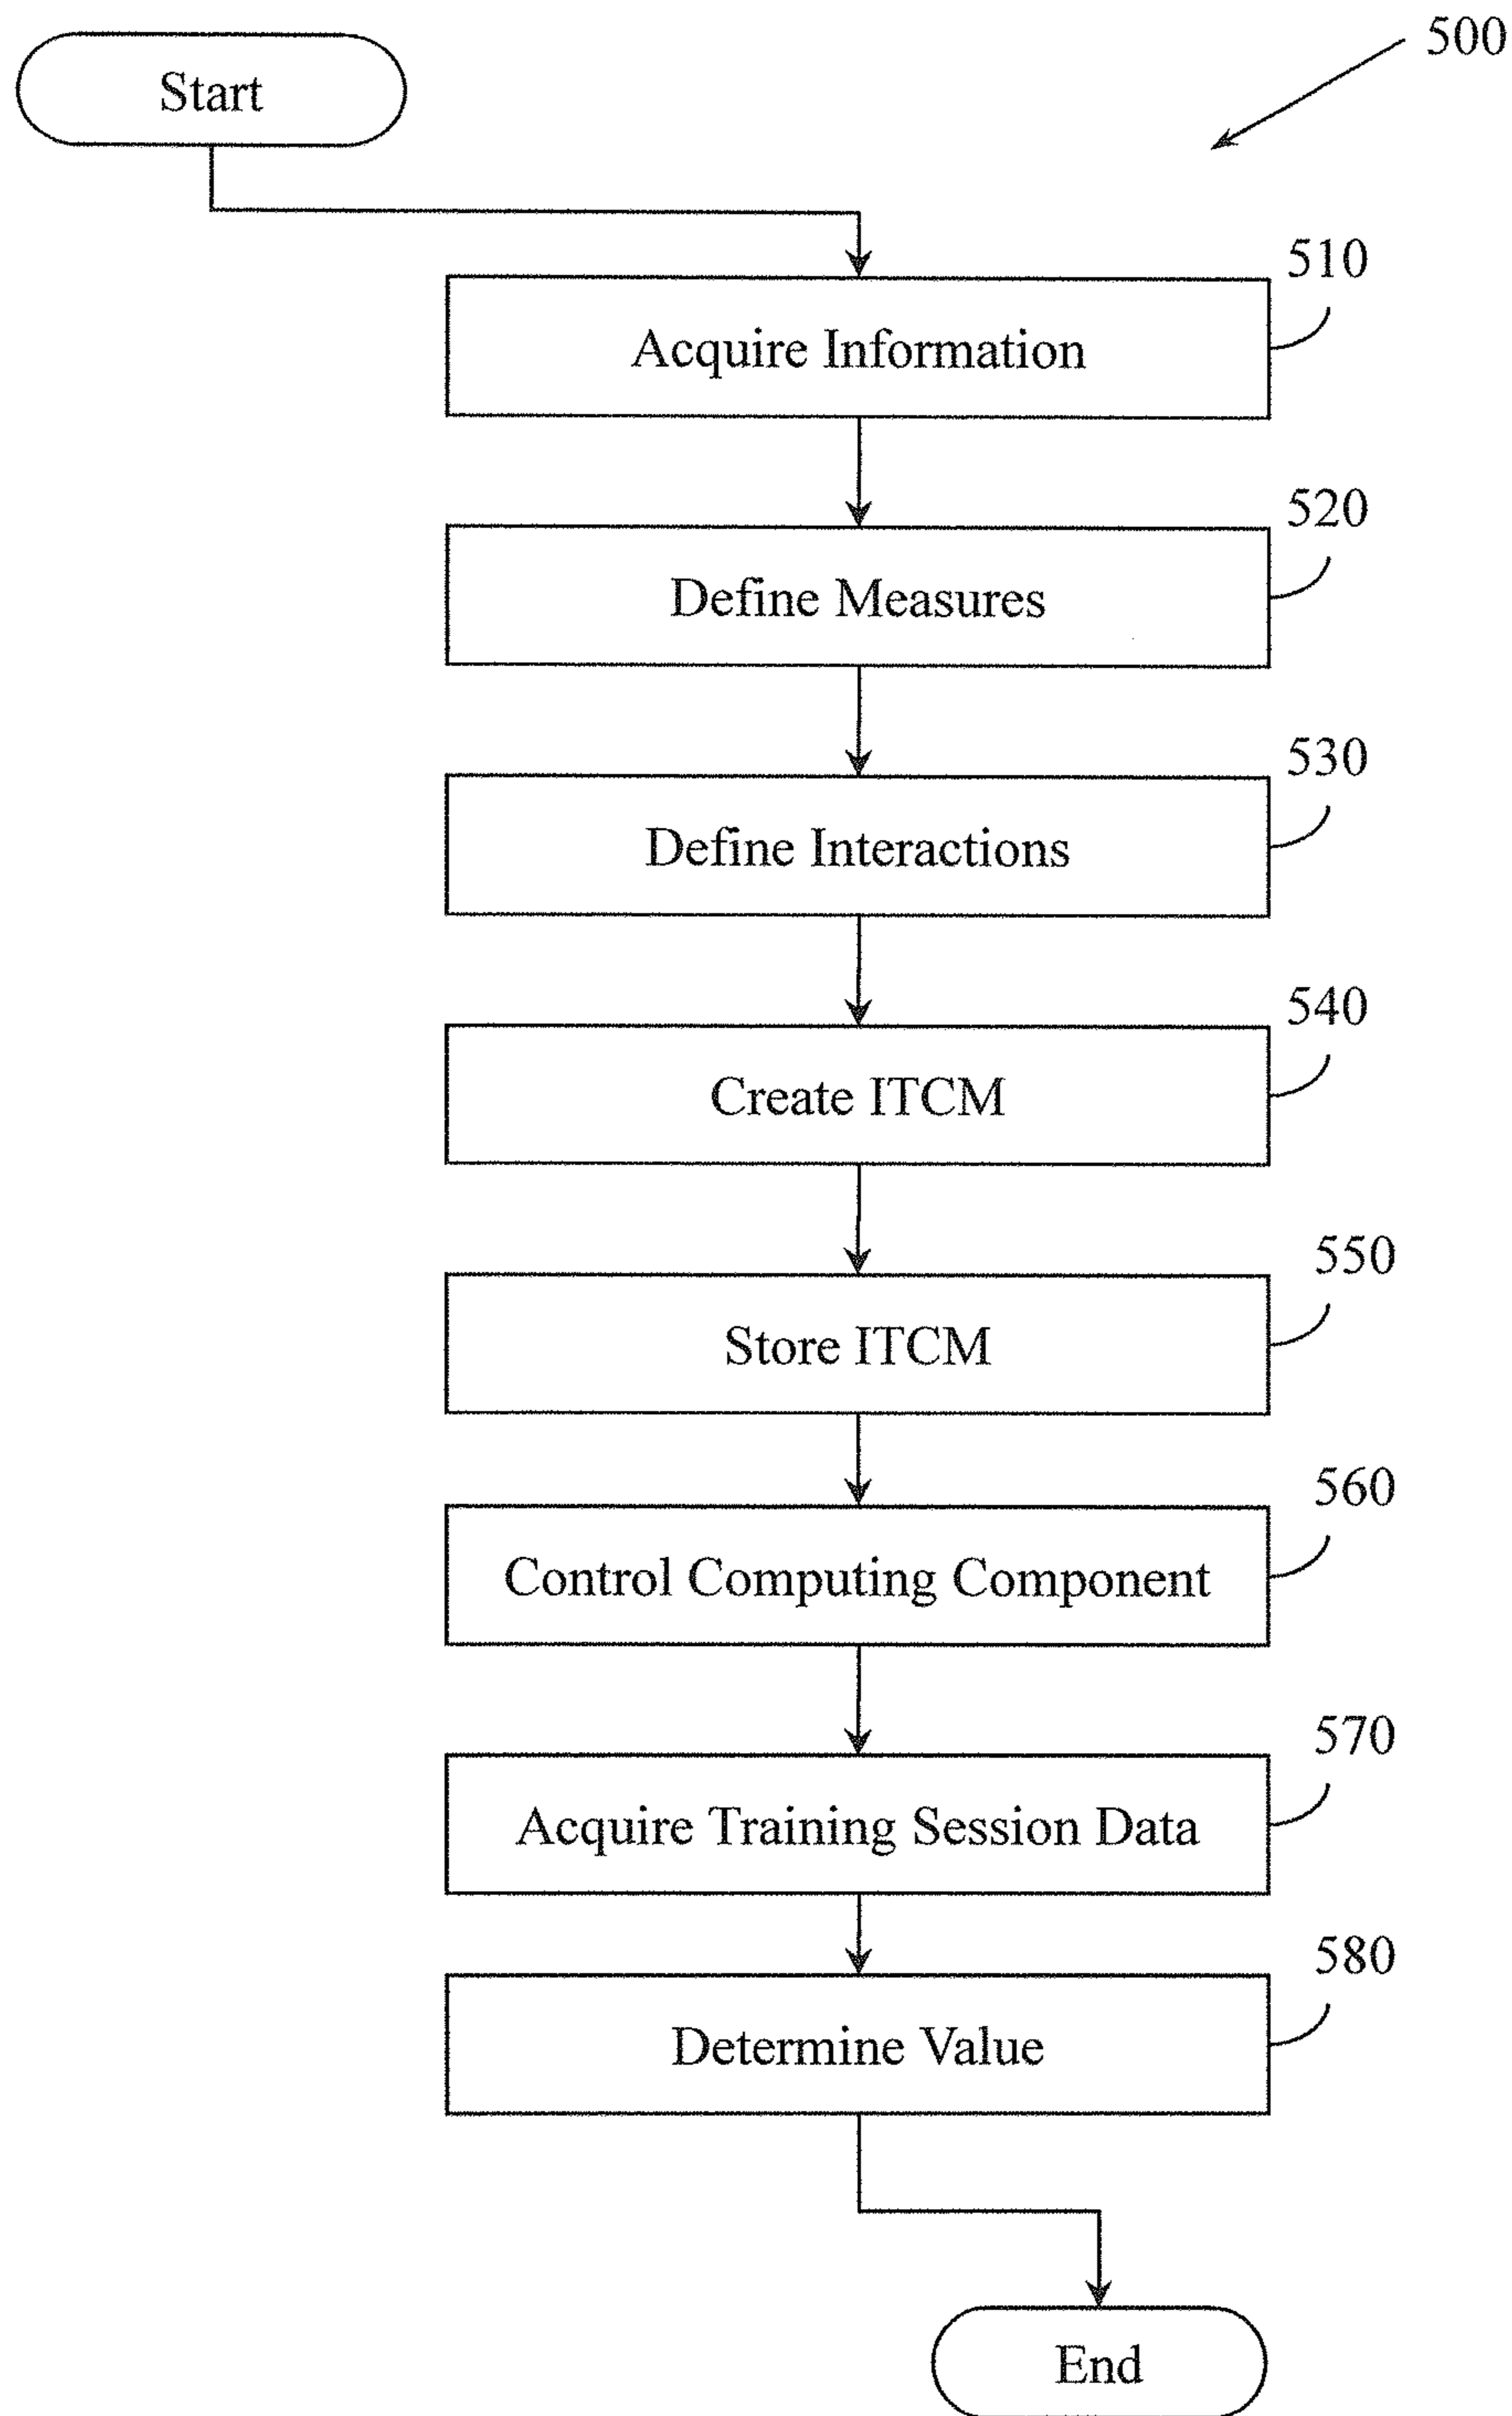 500
Start
510
Acquire Information
520
Define Measures
530
Define Interactions
540
Create ITCM
550
Store ITCM
560
Control Computing Component
570
Acquire Training Session Data
580
Determine Value
End